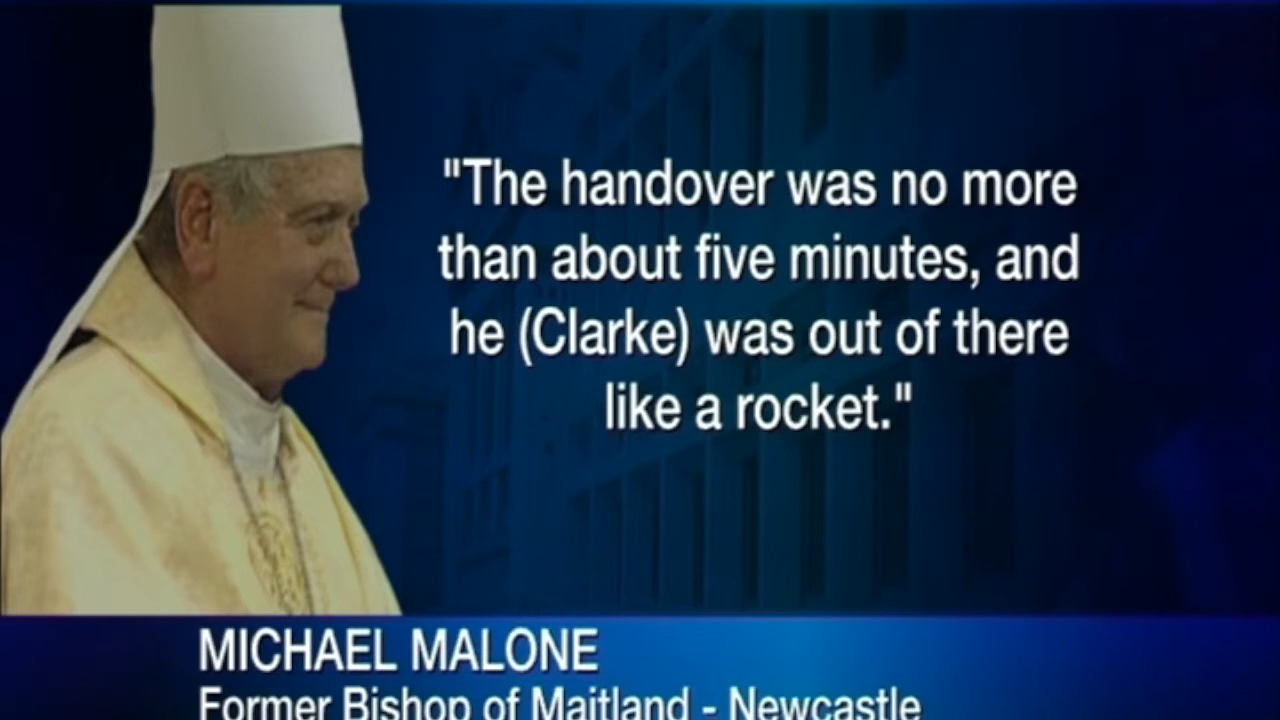 "The handover was no more
than about five minutes, and
he (Clarke) was out of there
like a rocket."
MICHAEL MALONE
Former Bishop of Maitland - Newcastle